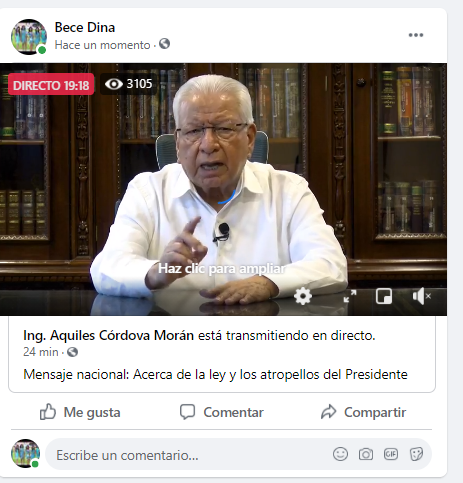 Bece Dina
Hace un momento ·
DIRECTO 19:18 3105
Haz clic para ampliar
Ing. Aquiles Córdova Morán está transmitiendo en directo.
24 min ·
Mensaje nacional: Acerca de la ley y los atropellos del Presidente
Me gusta Comentar Compartir
Escribe un comentario... GIF